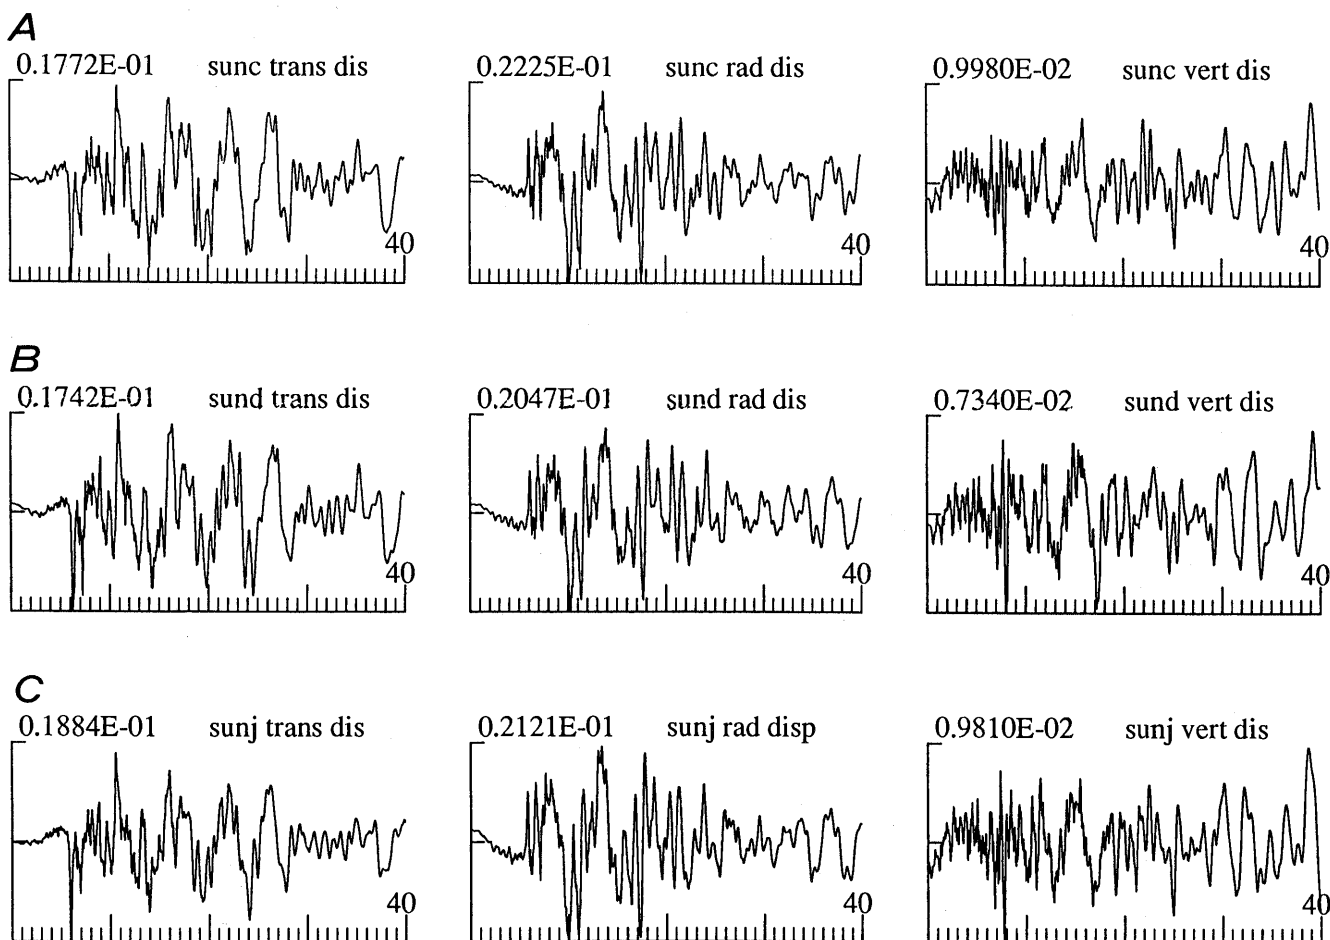 A
0.1772E-01 sunc trans dis
0.2225E-01 sunc rad dis
0.9980E-02 sunc vert dis
40
40
40
B
0.1742E-01 sund trans dis
0.2047E-01 sund rad dis
0.7340E-02 sund vert dis
40
40
40
C
0.1884E-01 sunj trans dis
0.2121E-01 sunj rad disp
0.9810E-02 sunj vert dis
40
40
40